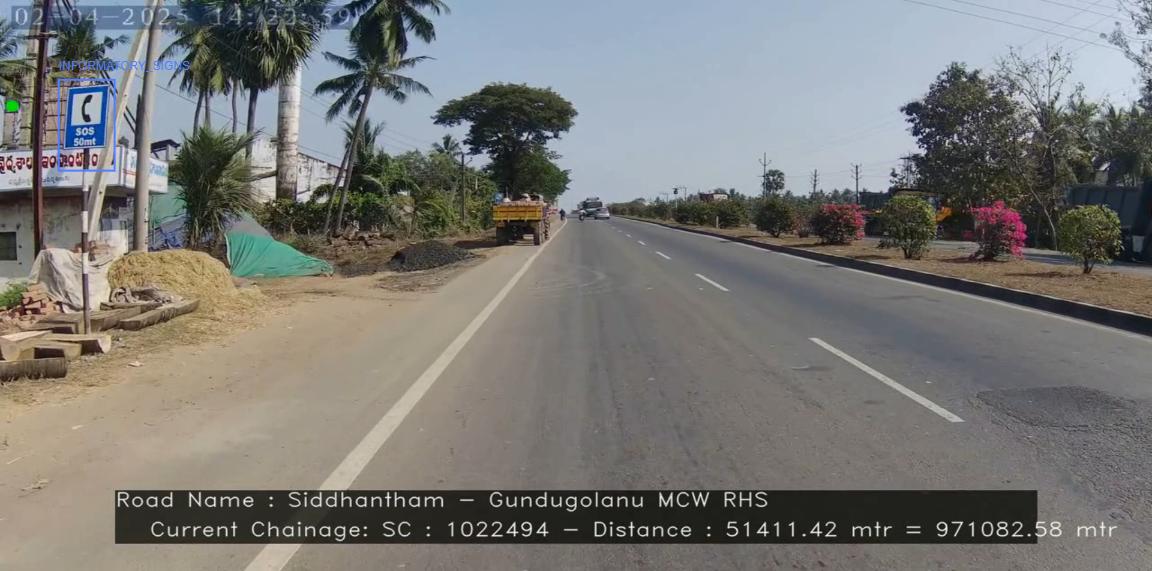 02-04-2025 14:23:59
INFORMATORY_SIGNS
SOS
50mt
Road Name : Siddhantham - Gundugolanu MCW RHS
Current Chainage: SC : 1022494 - Distance : 51411.42 mtr = 971082.58 mtr